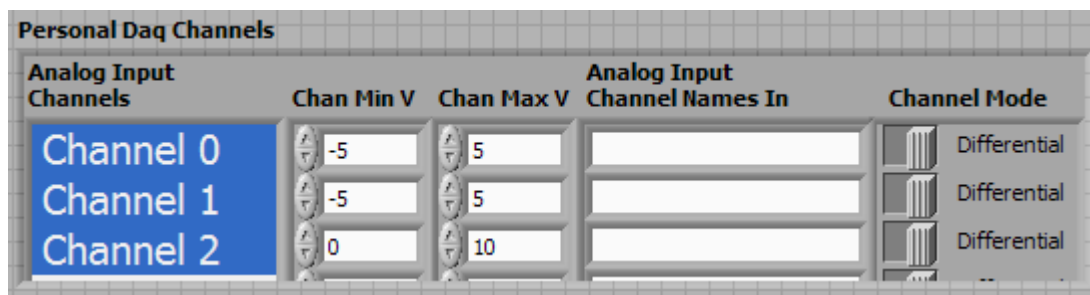 Personal Daq Channels
Analog Input Channels Chan Min V Chan Max V Analog Input Channel Names In Channel Mode
Channel 0 -5 5 Differential
Channel 1 -5 5 Differential
Channel 2 0 10 Differential